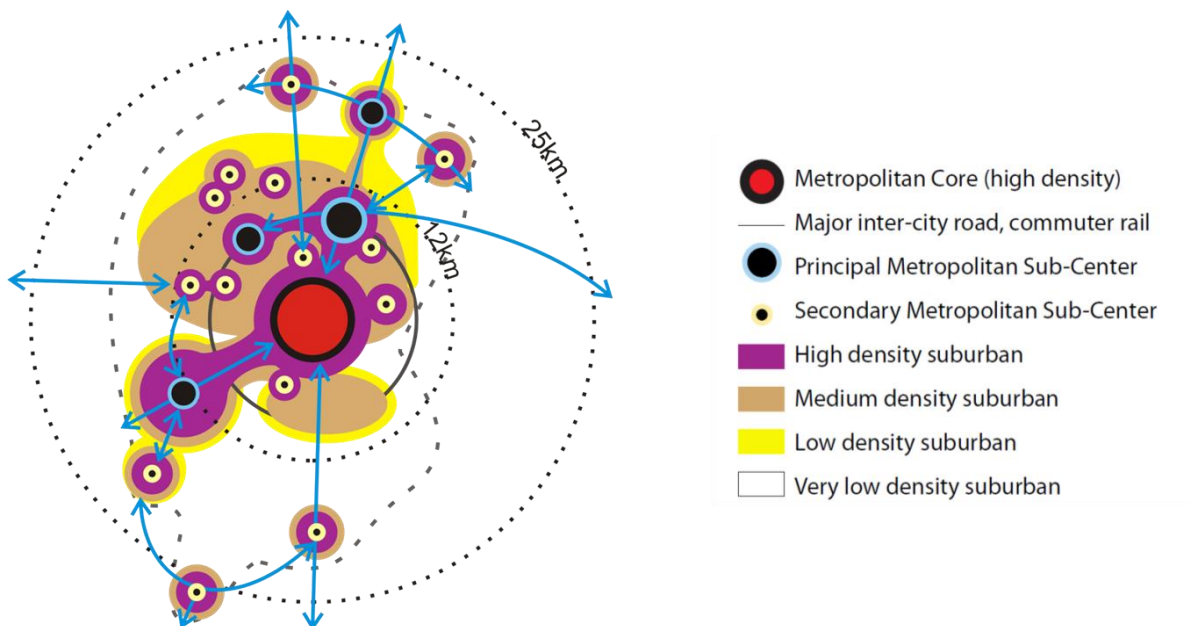 25km
12km
Metropolitan Core (high density)
Major inter-city road, commuter rail
Principal Metropolitan Sub-Center
Secondary Metropolitan Sub-Center
High density suburban
Medium density suburban
Low density suburban
Very low density suburban